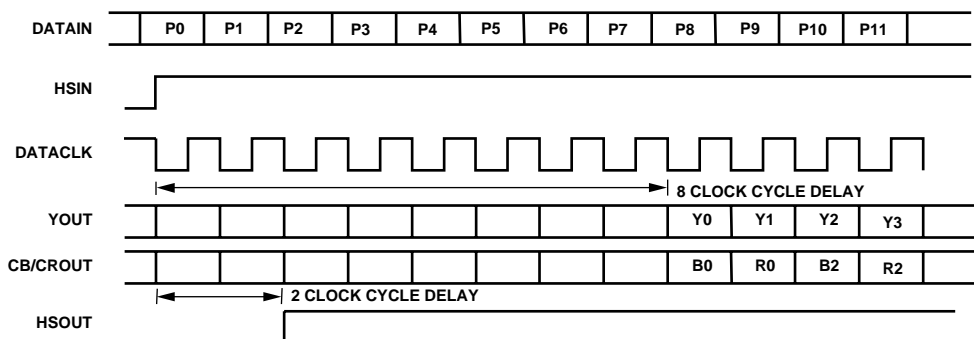 DATAIN P0 P1 P2 P3 P4 P5 P6 P7 P8 P9 P10 P11
HSIN
DATACLK
8 CLOCK CYCLE DELAY
YOUT Y0 Y1 Y2 Y3
CB/CROUT B0 R0 B2 R2
2 CLOCK CYCLE DELAY
HSOUT